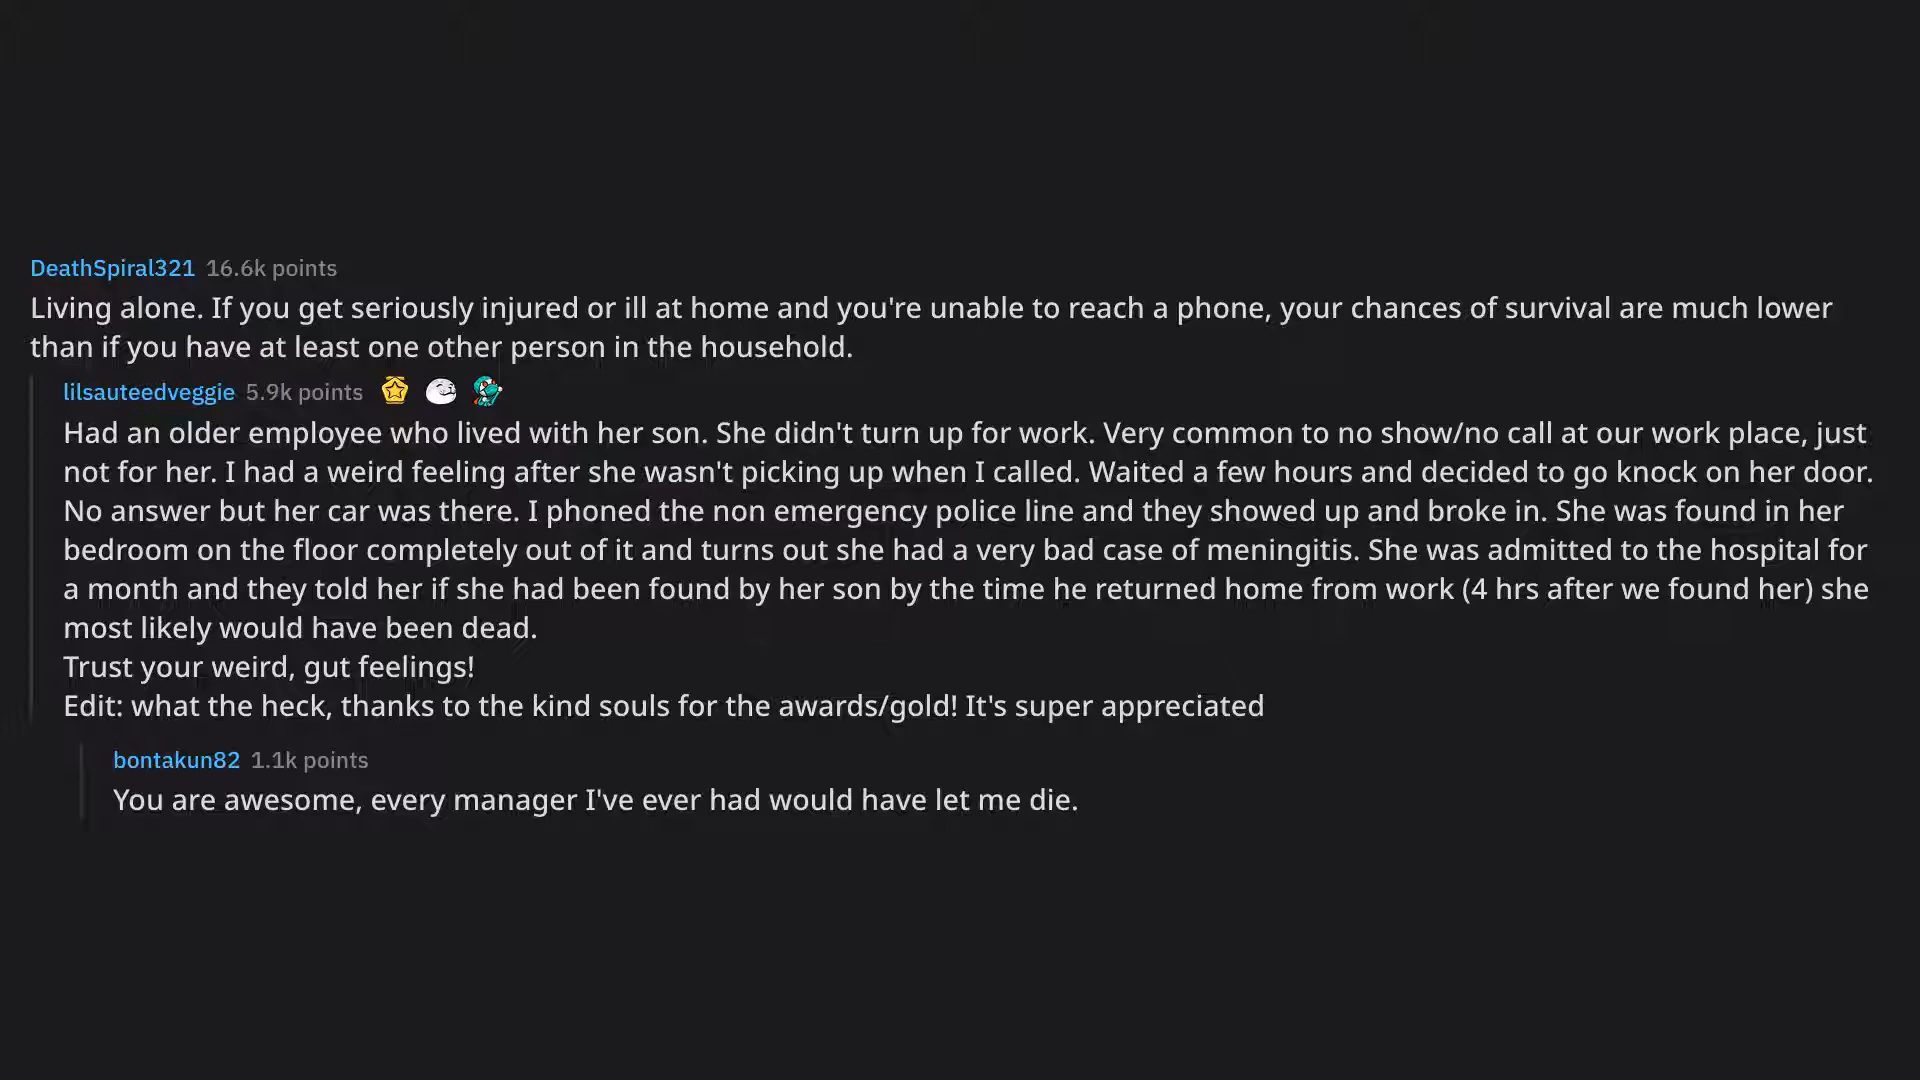 DeathSpiral321 16.6k points
Living alone. If you get seriously injured or ill at home and you're unable to reach a phone, your chances of survival are much lower
than if you have at least one other person in the household.
lilsauteedveggie 5.9k points
Had an older employee who lived with her son. She didn't turn up for work. Very common to no show/no call at our work place, just
not for her. I had a weird feeling after she wasn't picking up when I called. Waited a few hours and decided to go knock on her door.
No answer but her car was there. I phoned the non emergency police line and they showed up and broke in. She was found in her
bedroom on the floor completely out of it and turns out she had a very bad case of meningitis. She was admitted to the hospital for
a month and they told her if she had been found by her son by the time he returned home from work (4 hrs after we found her) she
most likely would have been dead.
Trust your weird, gut feelings!
Edit: what the heck, thanks to the kind souls for the awards/gold! It's super appreciated
bontakun82 1.1k points
You are awesome, every manager I've ever had would have let me die.